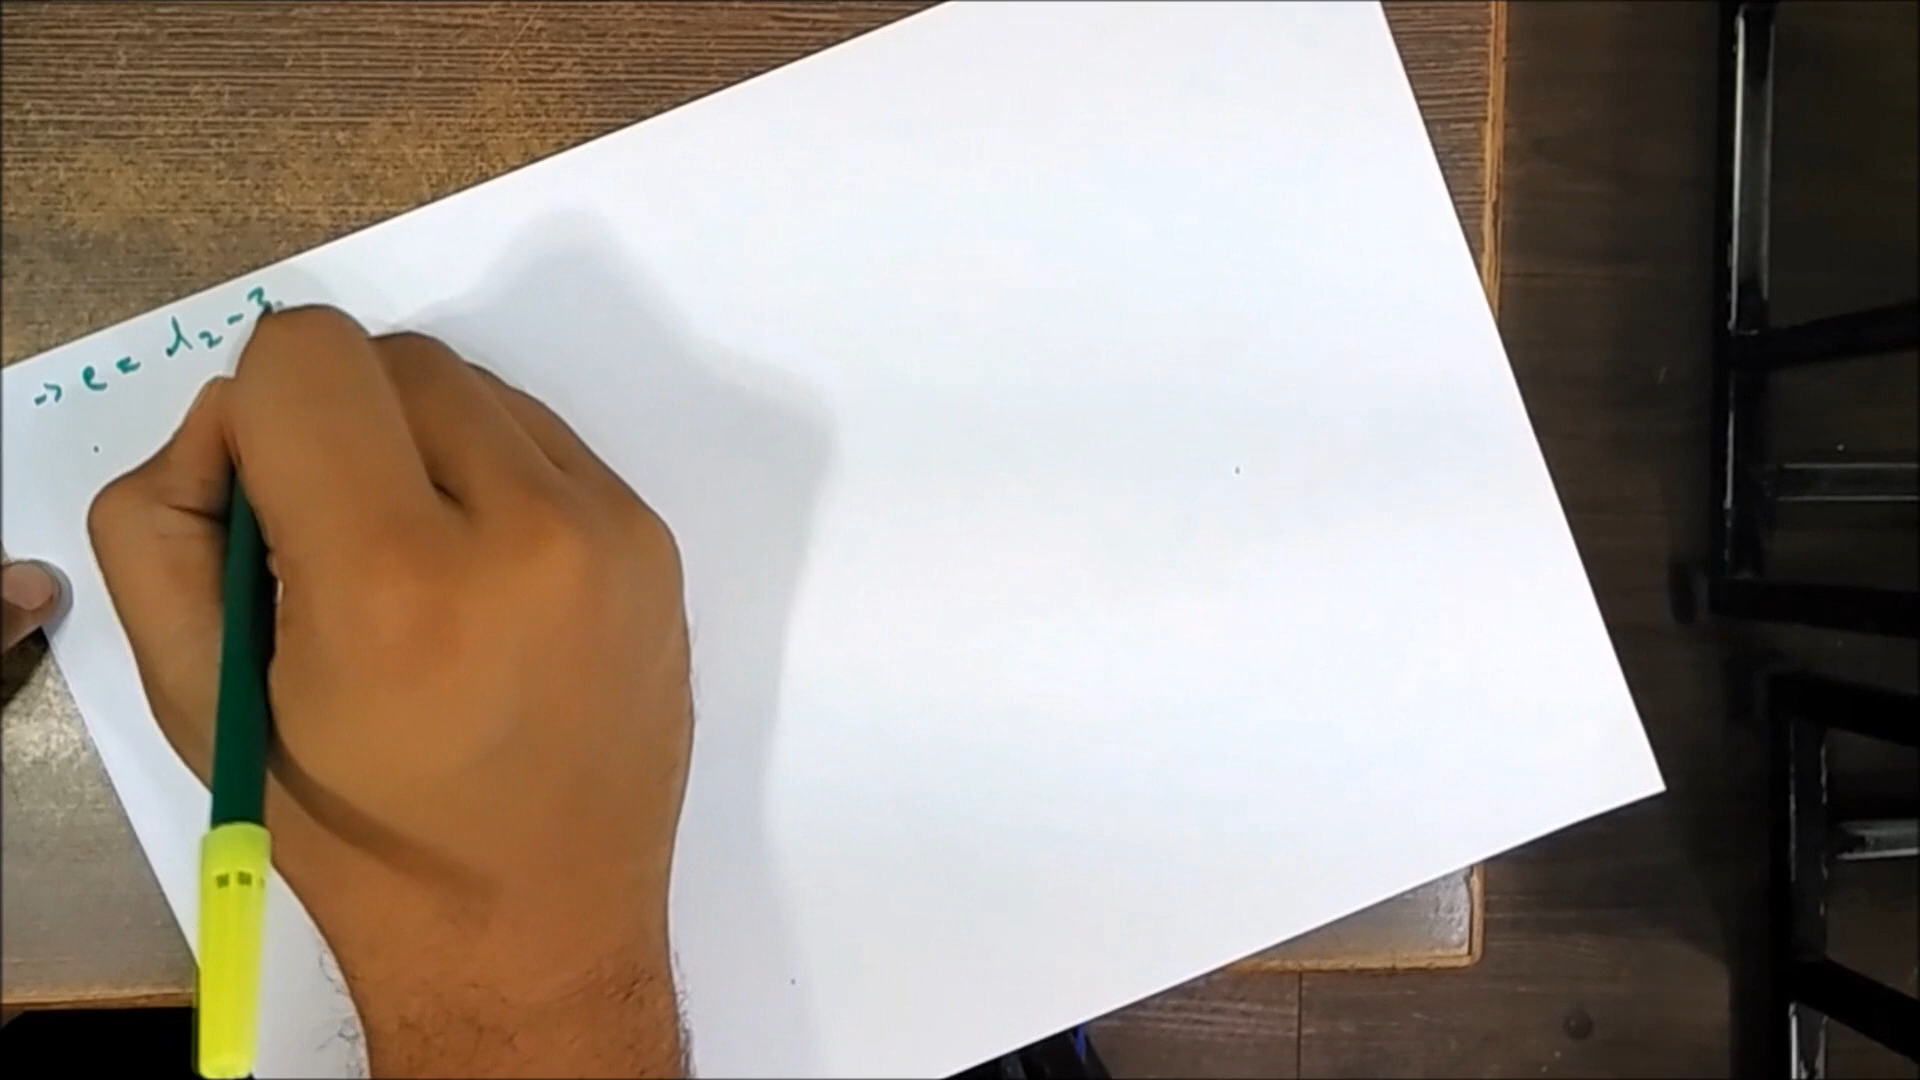 → e = λ₂ - 3